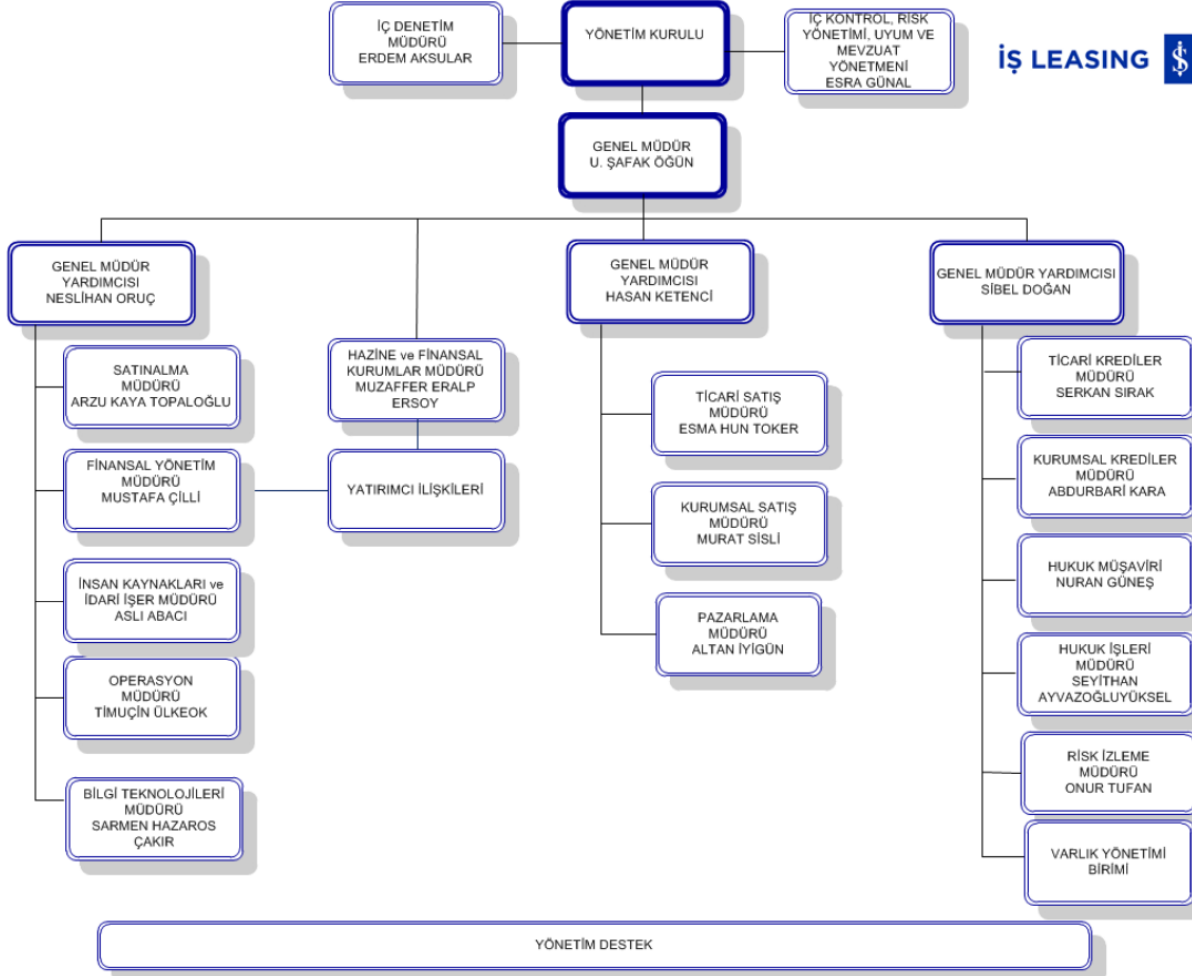 İÇ DENETİM
MÜDÜRÜ
ERDEM AKSULAR
YÖNETİM KURULU
İÇ KONTROL, RİSK
YÖNETİMİ, UYUM VE
MEVZUAT
YÖNETMENİ
ESRA GÜNAL
İŞ LEASING
GENEL MÜDÜR
U. ŞAFAK ÖĞÜN
GENEL MÜDÜR
YARDIMCISI
NESLİHAN ORUÇ
SATINALMA
MÜDÜRÜ
ARZU KAYA TOPALOĞLU
FİNANSAL YÖNETİM
MÜDÜRÜ
MUSTAFA ÇİLLİ
İNSAN KAYNAKLARI ve
İDARİ İŞER MÜDÜRÜ
ASLI ABACI
OPERASYON
MÜDÜRÜ
TİMUÇİN ÜLKEOK
BİLGİ TEKNOLOJİLERİ
MÜDÜRÜ
SARMEN HAZAROS
ÇAKIR
HAZİNE ve FİNANSAL
KURUMLAR MÜDÜRÜ
MUZAFFER ERALP
ERSOY
YATIRIMCI İLİŞKİLERİ
GENEL MÜDÜR
YARDIMCISI
HASAN KETENCİ
TİCARİ SATIŞ
MÜDÜRÜ
ESMA HUN TOKER
KURUMSAL SATIŞ
MÜDÜRÜ
MURAT SİSLİ
PAZARLAMA
MÜDÜRÜ
ALTAN İYİGÜN
GENEL MÜDÜR YARDIMCISI
SİBEL DOĞAN
TİCARİ KREDİLER
MÜDÜRÜ
SERKAN SIRAK
KURUMSAL KREDİLER
MÜDÜRÜ
ABDURBARİ KARA
HUKUK MÜŞAVİRİ
NURAN GÜNEŞ
HUKUK İŞLERİ
MÜDÜRÜ
SEYİTHAN
AYVAZOĞLUYÜKSEL
RİSK İZLEME
MÜDÜRÜ
ONUR TUFAN
VARLIK YÖNETİMİ
BİRİMİ
YÖNETİM DESTEK